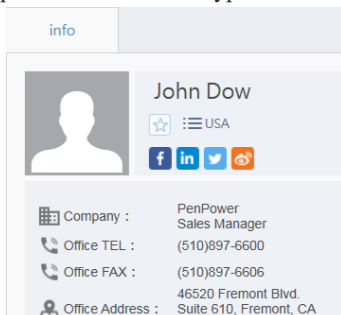 info
John Dow
USA
f in
Company : PenPower
Sales Manager
Office TEL : (510)897-6600
Office FAX : (510)897-6606
Office Address : 46520 Fremont Blvd.
Suite 610, Fremont, CA